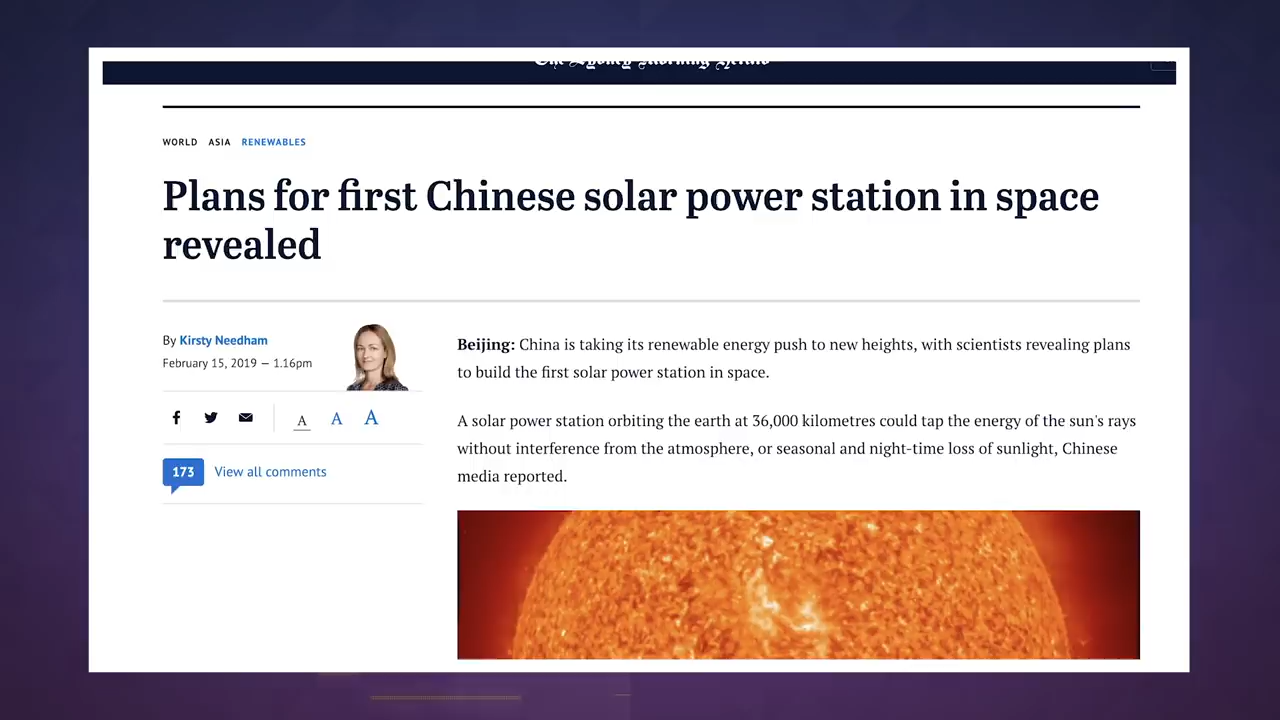 The Sydney Morning Herald
WORLD ASIA RENEWABLES
Plans for first Chinese solar power station in space
revealed
By Kirsty Needham
February 15, 2019 — 1.16pm
A A A
173 View all comments
Beijing: China is taking its renewable energy push to new heights, with scientists revealing plans
to build the first solar power station in space.
A solar power station orbiting the earth at 36,000 kilometres could tap the energy of the sun's rays
without interference from the atmosphere, or seasonal and night-time loss of sunlight, Chinese
media reported.